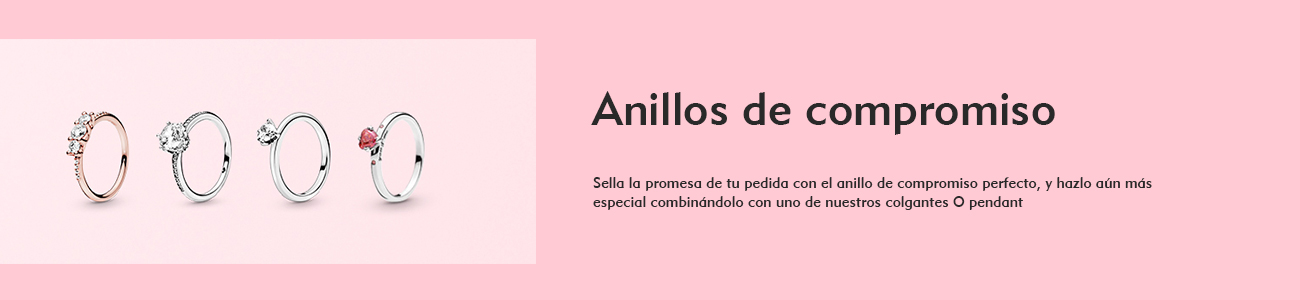 Anillos de compromiso
Sella la promesa de tu pedida con el anillo de compromiso perfecto, y hazlo aún más
especial combinándolo con uno de nuestros colgantes O pendant